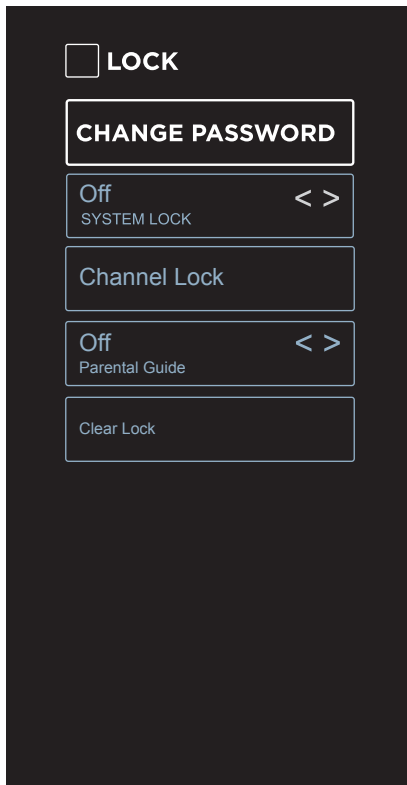 LOCK
CHANGE PASSWORD
Off < >
SYSTEM LOCK
Channel Lock
Off < >
Parental Guide
Clear Lock